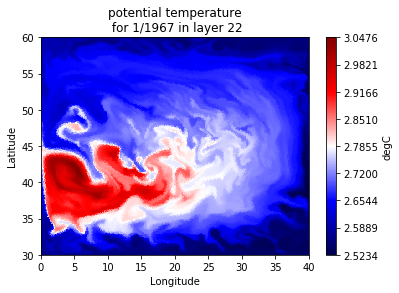 potential temperature
for 1/1967 in layer 22
60
55
50
45
40
35
30
Latitude
0 5 10 15 20 25 30 35 40
Longitude
3.0476
2.9821
2.9166
2.8510
2.7855
2.7200
2.6544
2.5889
2.5234
degC